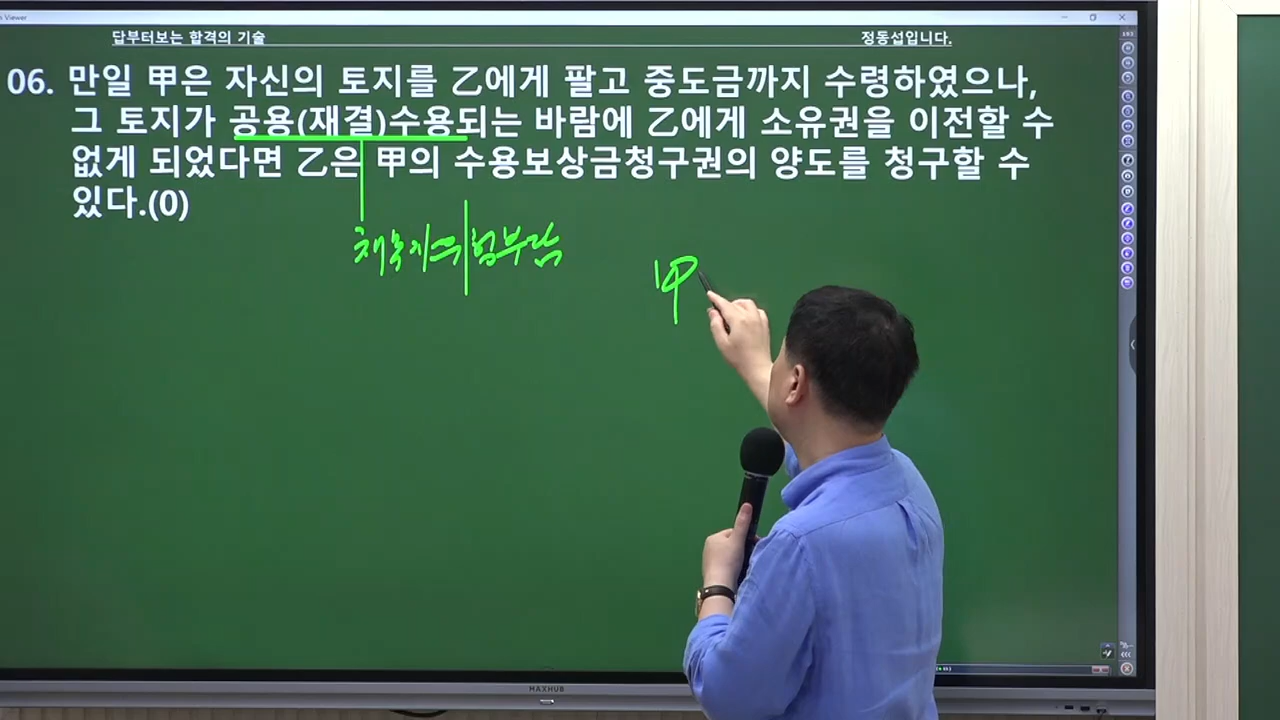 답부터보는 합격의 기술 정동섭입니다.
06. 만일 甲은 자신의 토지를 乙에게 팔고 중도금까지 수령하였으나,
그 토지가 공용(재결)수용되는 바람에 乙에게 소유권을 이전할 수
없게 되었다면 乙은 甲의 수용보상금청구권의 양도를 청구할 수
있다.(0)
채무자위험부담
甲
MAXHUB